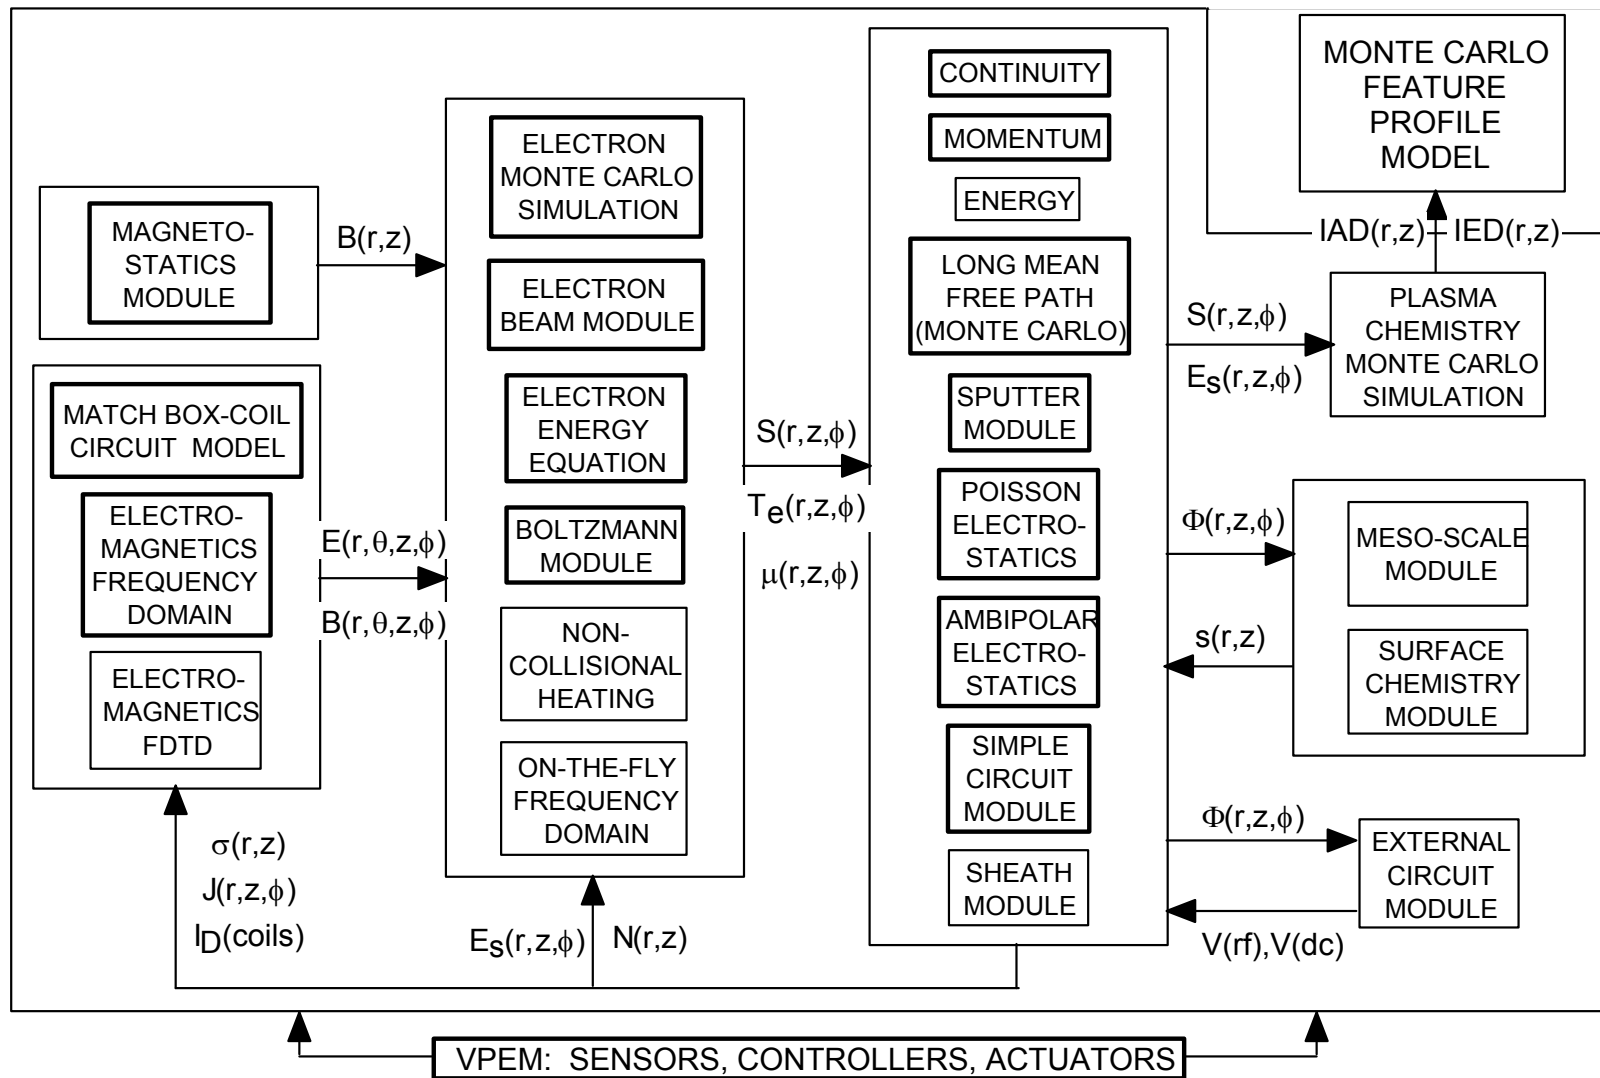 MAGNETO-
STATICS
MODULE
B(r,z)
MATCH BOX-COIL
CIRCUIT MODEL
ELECTRO-
MAGNETICS
FREQUENCY
DOMAIN
ELECTRO-
MAGNETICS
FDTD
E(r,θ,z,ϕ)
B(r,θ,z,ϕ)
σ(r,z)
J(r,z,ϕ)
ID(coils)
ELECTRON
MONTE CARLO
SIMULATION
ELECTRON
BEAM MODULE
ELECTRON
ENERGY
EQUATION
BOLTZMANN
MODULE
NON-
COLLISIONAL
HEATING
ON-THE-FLY
FREQUENCY
DOMAIN
Es(r,z,ϕ)
N(r,z)
S(r,z,ϕ)
Te(r,z,ϕ)
μ(r,z,ϕ)
CONTINUITY
MOMENTUM
ENERGY
LONG MEAN
FREE PATH
(MONTE CARLO)
SPUTTER
MODULE
POISSON
ELECTRO-
STATICS
AMBIPOLAR
ELECTRO-
STATICS
SIMPLE
CIRCUIT
MODULE
SHEATH
MODULE
MONTE CARLO
FEATURE
PROFILE
MODEL
IAD(r,z) IED(r,z)
S(r,z,ϕ)
Es(r,z,ϕ)
PLASMA
CHEMISTRY
MONTE CARLO
SIMULATION
Φ(r,z,ϕ)
s(r,z)
MESO-SCALE
MODULE
SURFACE
CHEMISTRY
MODULE
Φ(r,z,ϕ)
V(rf),V(dc)
EXTERNAL
CIRCUIT
MODULE
VPEM: SENSORS, CONTROLLERS, ACTUATORS